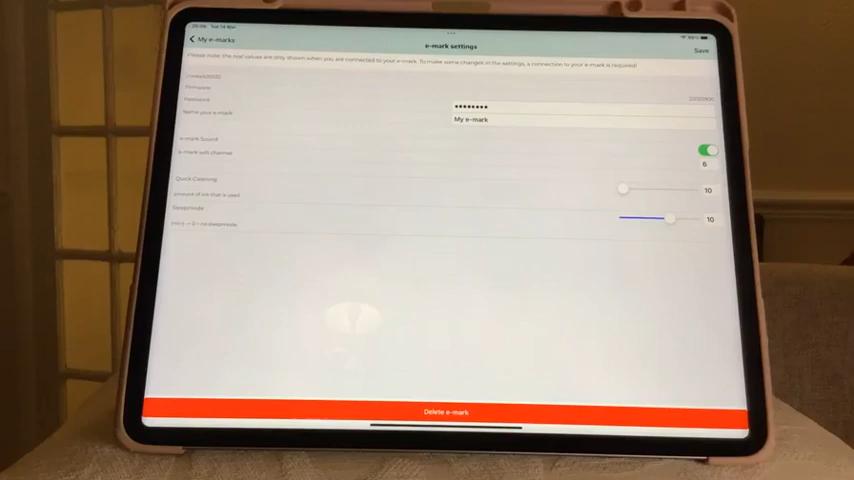 My e-marks
e-mark settings
Save
Please note: the real values are only shown when you are connected to your e-mark. To make some changes in the settings, a connection to your e-mark is required!
Firmware
Password
••••••••
Name your e-mark
My e-mark
e-mark Sound
e-mark wifi channel
6
Quick Cleaning
amount of ink that is used
10
Sleepmode
10
Delete e-mark